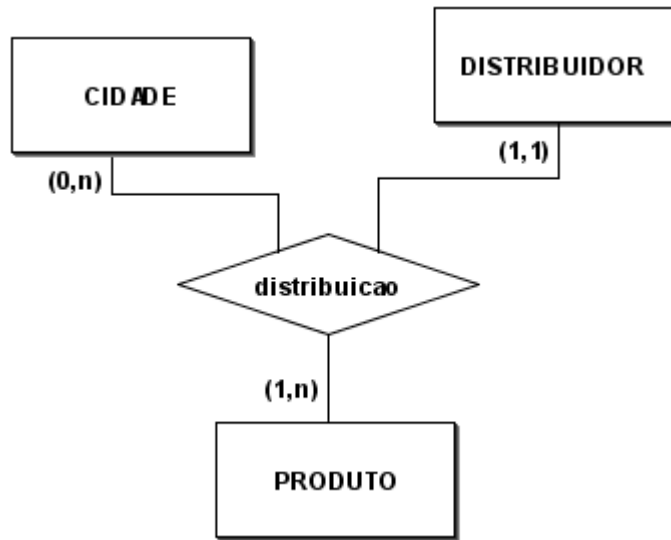 CIDADE
DISTRIBUIDOR
(0,n)
(1,1)
distribuicao
(1,n)
PRODUTO